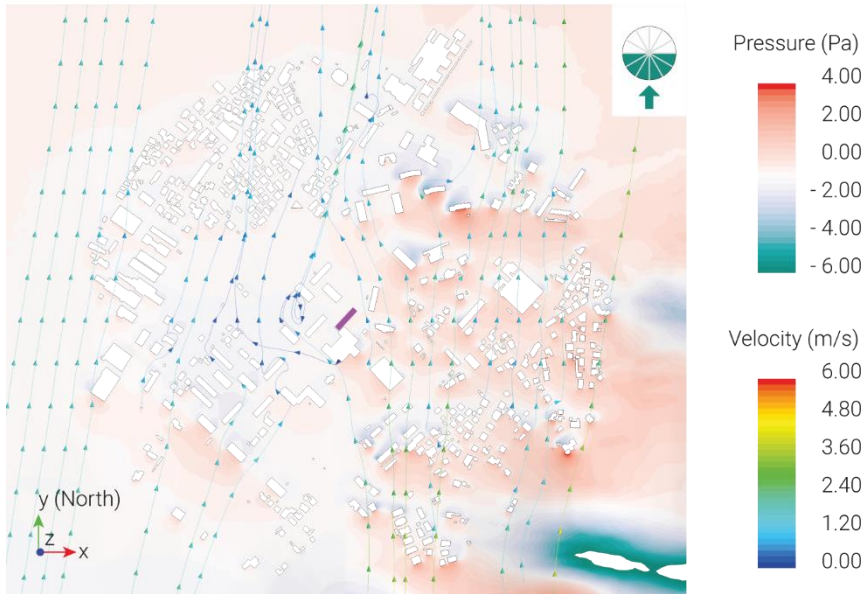 Pressure (Pa)
4.00
2.00
0.00
- 2.00
- 4.00
- 6.00
Velocity (m/s)
6.00
4.80
3.60
2.40
1.20
0.00
y (North)
z
x